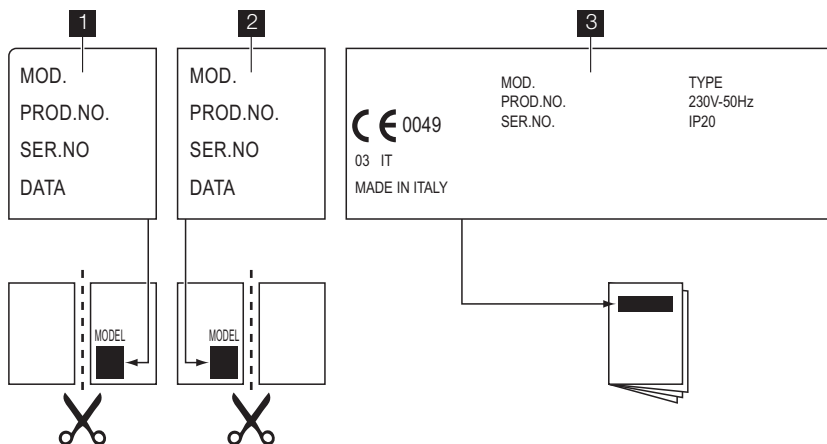 1
2
3
MOD.
PROD.NO.
SER.NO
DATA
MOD.
PROD.NO.
SER.NO
DATA
MOD.
PROD.NO.
SER.NO.
TYPE
230V-50Hz
IP20
CE 0049
03 IT
MADE IN ITALY
MODEL
MODEL